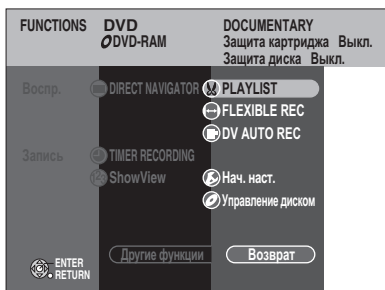 FUNCTIONS DVD DOCUMENTARY
DVD-RAM Защита картриджа Выкл.
Защита диска Выкл.
Воспр. DIRECT NAVIGATOR PLAYLIST
FLEXIBLE REC
DV AUTO REC
Запись TIMER RECORDING
ShowView Нач. наст.
Управление диском
Другие функции Возврат
ENTER
RETURN